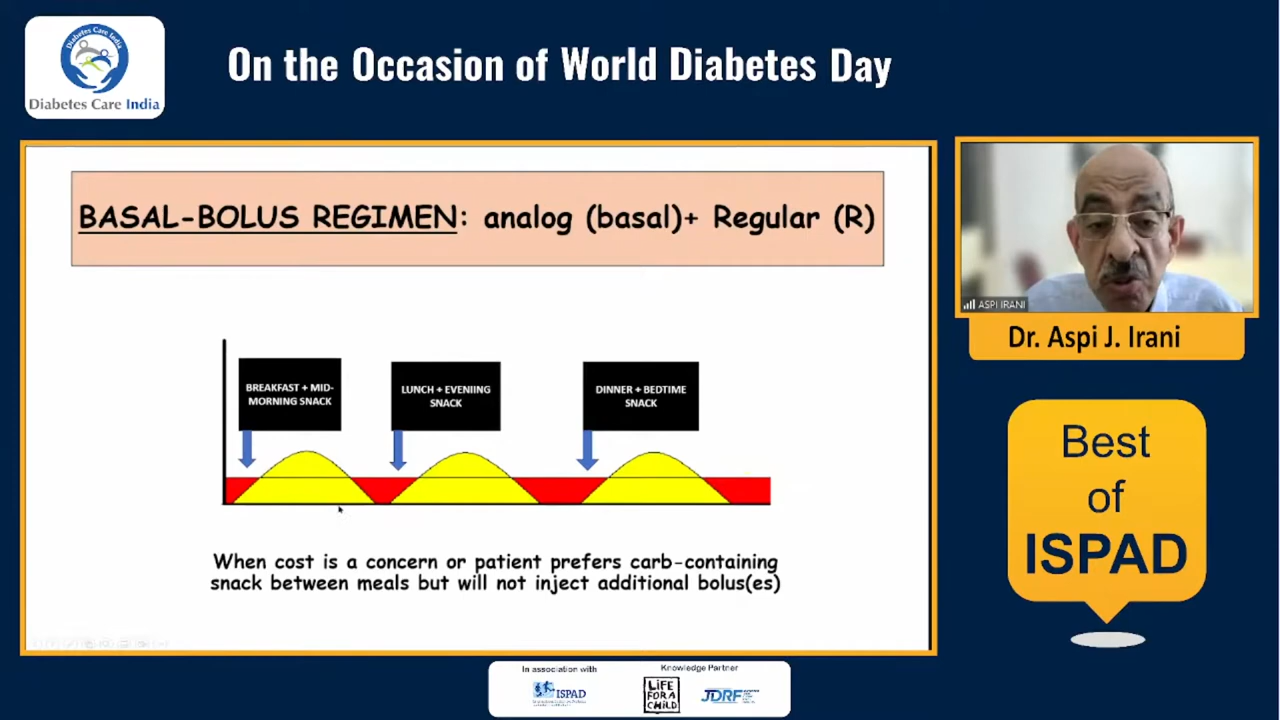 Diabetes Care India
Diabetes Care India
On the Occasion of World Diabetes Day
BASAL-BOLUS REGIMEN: analog (basal)+ Regular (R)
BREAKFAST + MID-
MORNING SNACK
LUNCH + EVENIING
SNACK
DINNER + BEDTIME
SNACK
When cost is a concern or patient prefers carb-containing
snack between meals but will not inject additional bolus(es)
ASPI IRANI
Dr. Aspi J. Irani
Best
of
ISPAD
In association with
ISPAD
Knowledge Partner
LiFE
FOR A
CHiLD
JDRF